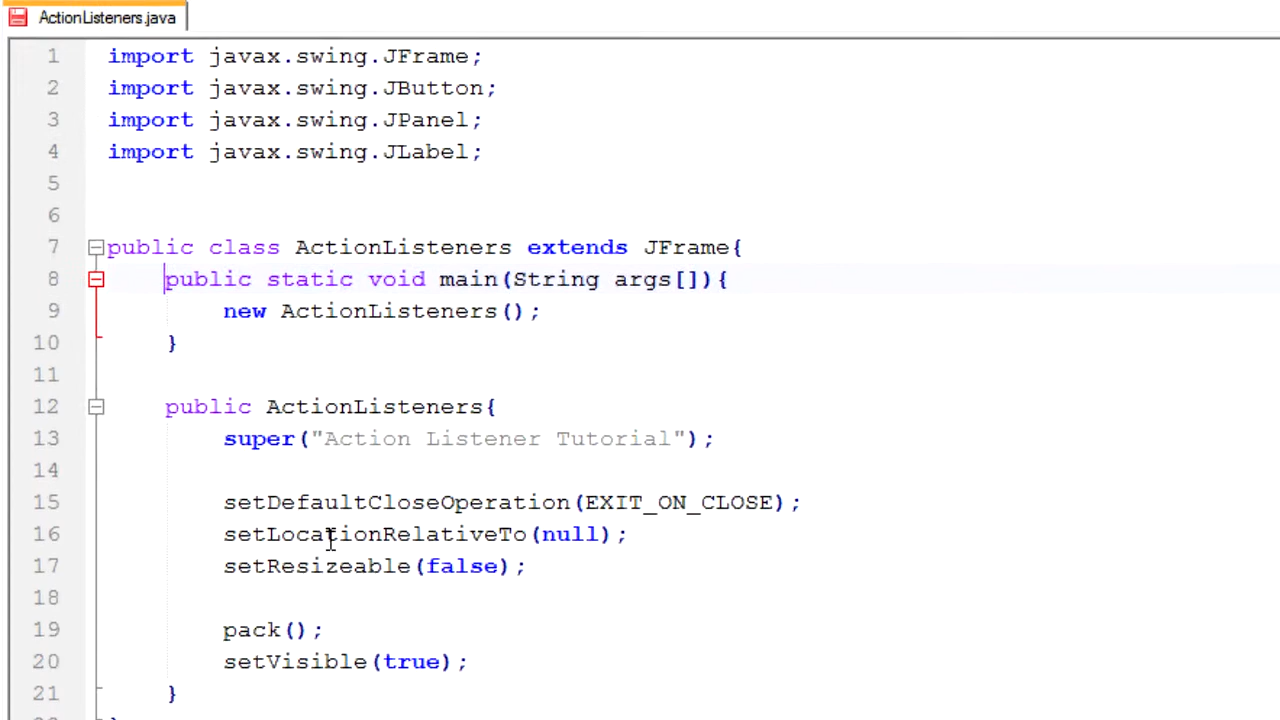 ActionListeners.java
1 import javax.swing.JFrame;
2 import javax.swing.JButton;
3 import javax.swing.JPanel;
4 import javax.swing.JLabel;
5
6
7 public class ActionListeners extends JFrame{
8 public static void main(String args[]){
9 new ActionListeners();
10 }
11
12 public ActionListeners{
13 super("Action Listener Tutorial");
14
15 setDefaultCloseOperation(EXIT_ON_CLOSE);
16 setLocationRelativeTo(null);
17 setResizeable(false);
18
19 pack();
20 setVisible(true);
21 }